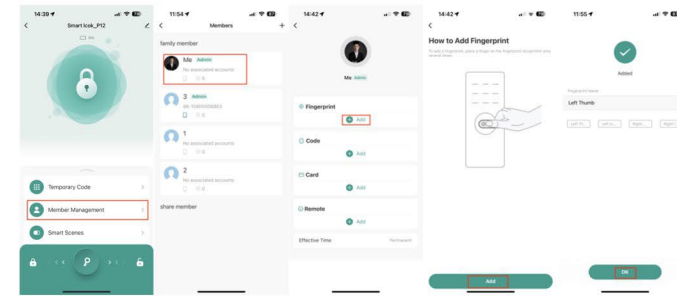 14:39
Smart lcok_P12
Temporary Code
Member Management
Smart Scenes
11:54
Members
family member
Me Admin
No associated accounts
3 Admin
1
No associated accounts
2
No associated accounts
share member
14:42
Me Admin
Fingerprint
Add
Code
Add
Card
Add
Remote
Add
Effective Time
Permanent
14:42
How to Add Fingerprint
Add
11:55
Added
Fingerprint Name
Left Thumb
OK